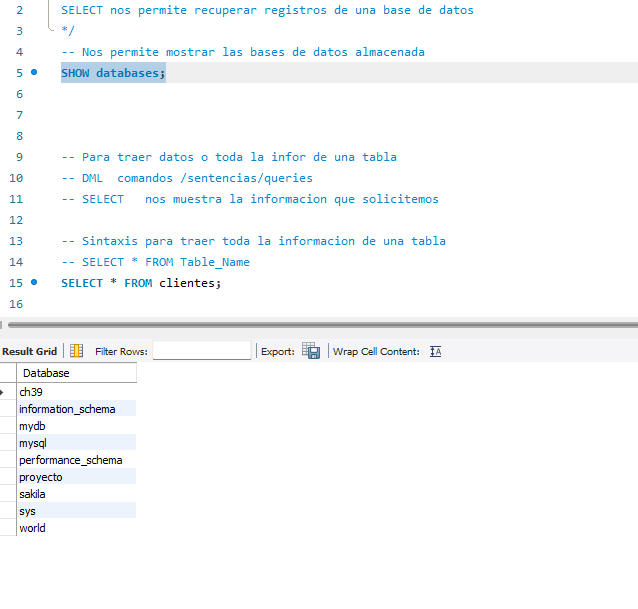 2 SELECT nos permite recuperar registros de una base de datos
3 */
4 -- Nos permite mostrar las bases de datos almacenada
5 SHOW databases;
6
7
8
9 -- Para traer datos o toda la infor de una tabla
10 -- DML  comandos /sentencias/queries
11 -- SELECT   nos muestra la informacion que solicitemos
12
13 -- Sintaxis para traer toda la informacion de una tabla
14 -- SELECT * FROM Table_Name
15 SELECT * FROM clientes;
16
Result Grid Filter Rows: Export: Wrap Cell Content: IA
Database
ch39
information_schema
mydb
mysql
performance_schema
proyecto
sakila
sys
world